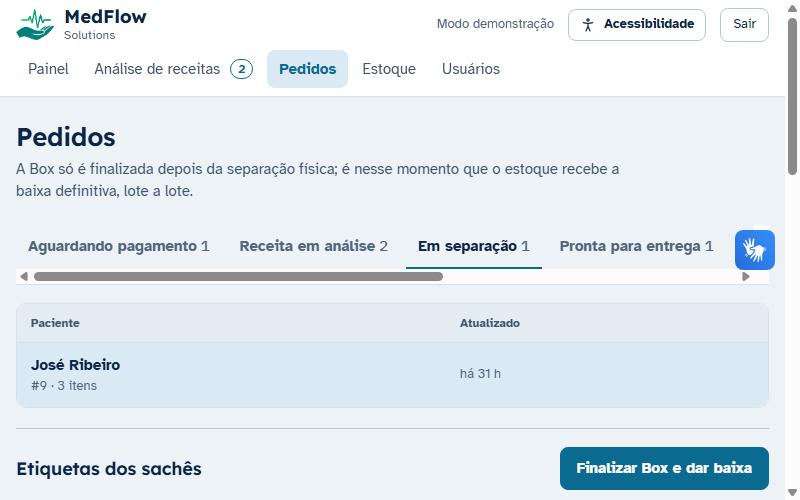 MedFlow
Solutions
Modo demonstração
Acessibilidade
Sair
Painel
Análise de receitas 2
Pedidos
Estoque
Usuários
Pedidos
A Box só é finalizada depois da separação física; é nesse momento que o estoque recebe a
baixa definitiva, lote a lote.
Aguardando pagamento 1
Receita em análise 2
Em separação 1
Pronta para entrega 1
Paciente
Atualizado
José Ribeiro
#9 · 3 itens
há 31 h
Etiquetas dos sachês
Finalizar Box e dar baixa